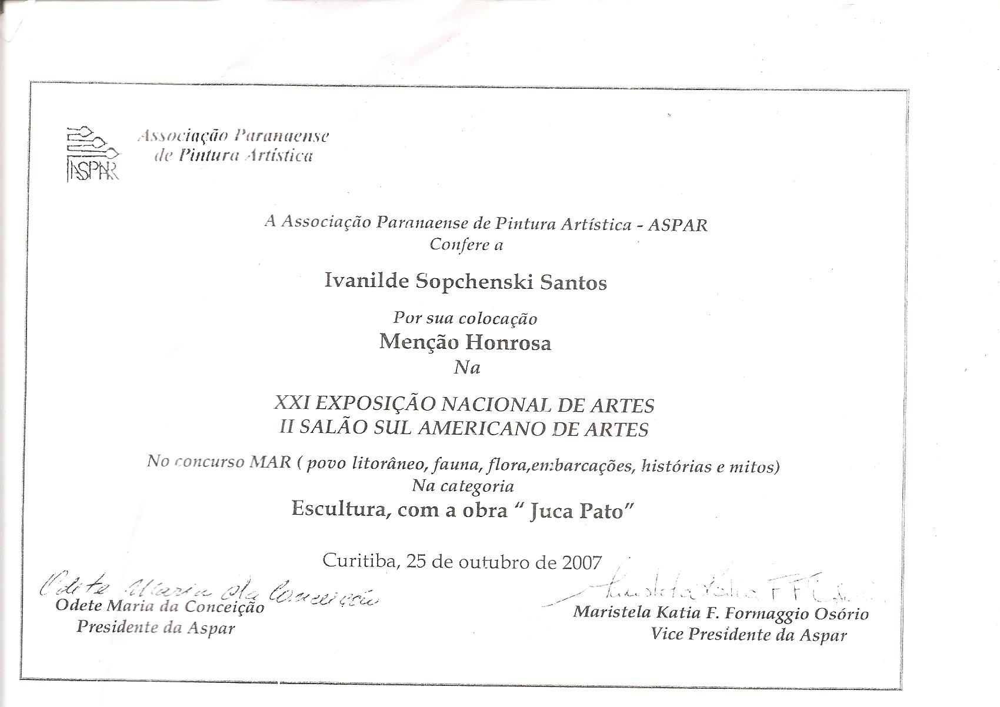 Associação Paranaense
de Pintura Artística
ASPAR
A Associação Paranaense de Pintura Artística - ASPAR
Confere a
Ivanilde Sopchenski Santos
Por sua colocação
Menção Honrosa
Na
XXI EXPOSIÇÃO NACIONAL DE ARTES
II SALÃO SUL AMERICANO DE ARTES
No concurso MAR ( povo litorâneo, fauna, flora,embarcações, histórias e mitos)
Na categoria
Escultura, com a obra “ Juca Pato”
Curitiba, 25 de outubro de 2007
Odete Maria da Conceição
Odete Maria da Conceição
Presidente da Aspar
Maristela Katia F. Formaggio Osório
Vice Presidente da Aspar